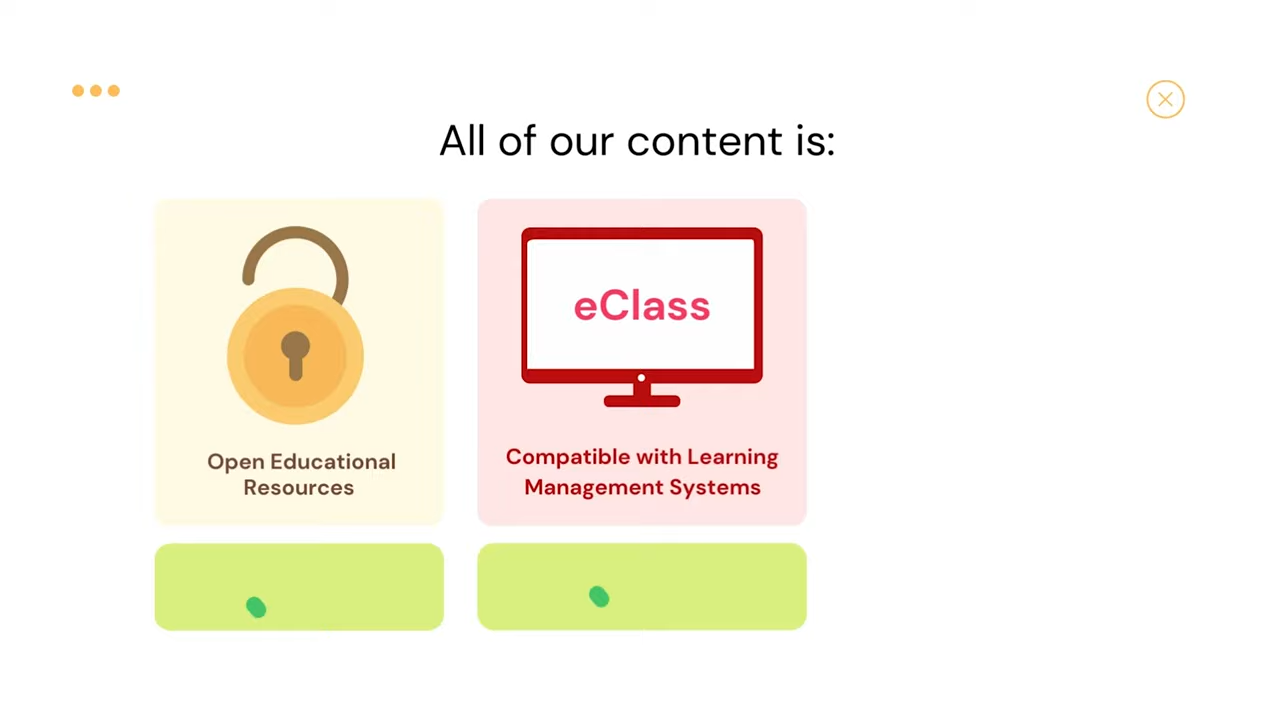 All of our content is:
eClass
Open Educational
Resources
Compatible with Learning
Management Systems